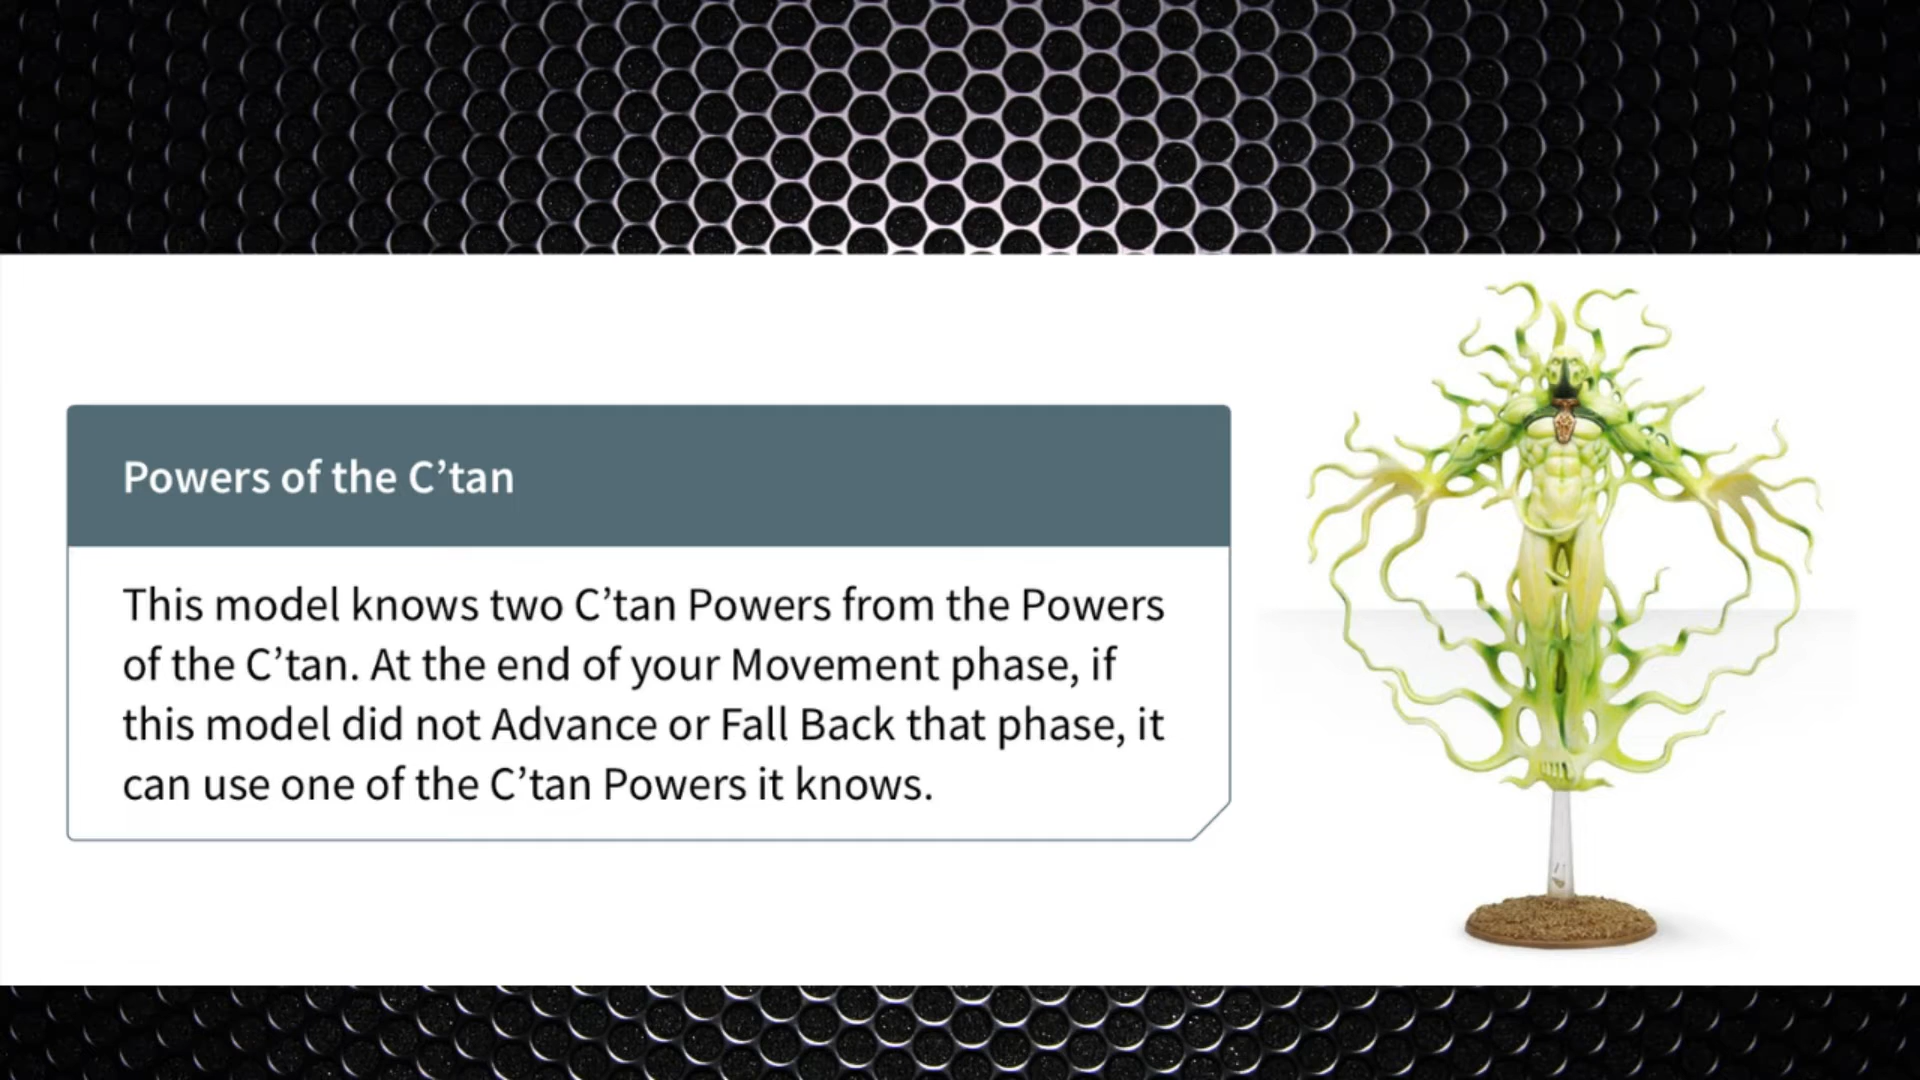 Powers of the C’tan
This model knows two C’tan Powers from the Powers
of the C’tan. At the end of your Movement phase, if
this model did not Advance or Fall Back that phase, it
can use one of the C’tan Powers it knows.